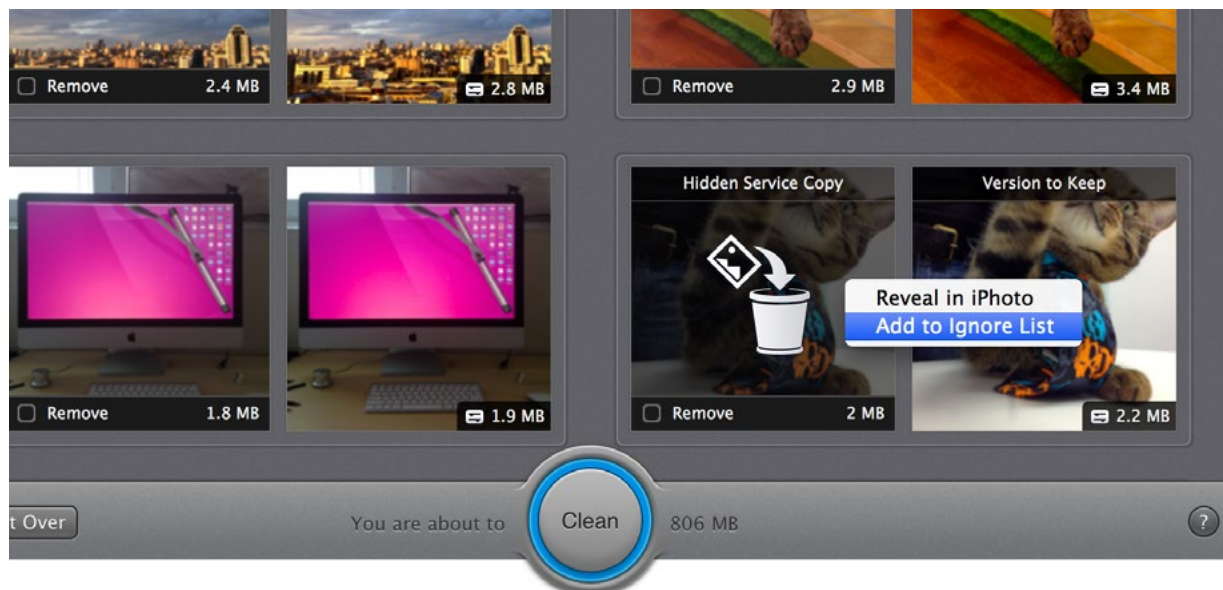 Remove 2.4 MB
2.8 MB
Remove 2.9 MB
3.4 MB
Remove 1.8 MB
1.9 MB
Hidden Service Copy
Version to Keep
Reveal in iPhoto
Add to Ignore List
Remove 2 MB
2.2 MB
t Over
You are about to
Clean
806 MB
?